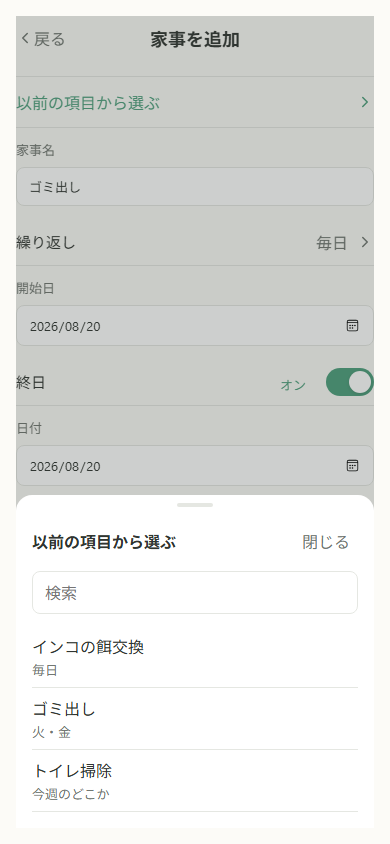 戻る
家事を追加
以前の項目から選ぶ
家事名
ゴミ出し
繰り返し
毎日
開始日
2026/08/20
終日
オン
日付
2026/08/20
以前の項目から選ぶ
閉じる
検索
インコの餌交換
毎日
ゴミ出し
火・金
トイレ掃除
今週のどこか